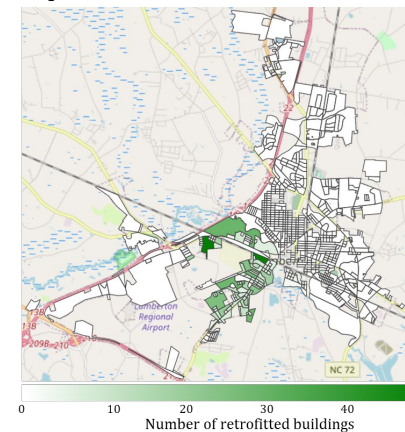 22
Lumberton
Regional
Airport
13B
13B
209B-210
210
NC 72
0 10 20 30 40
Number of retrofitted buildings